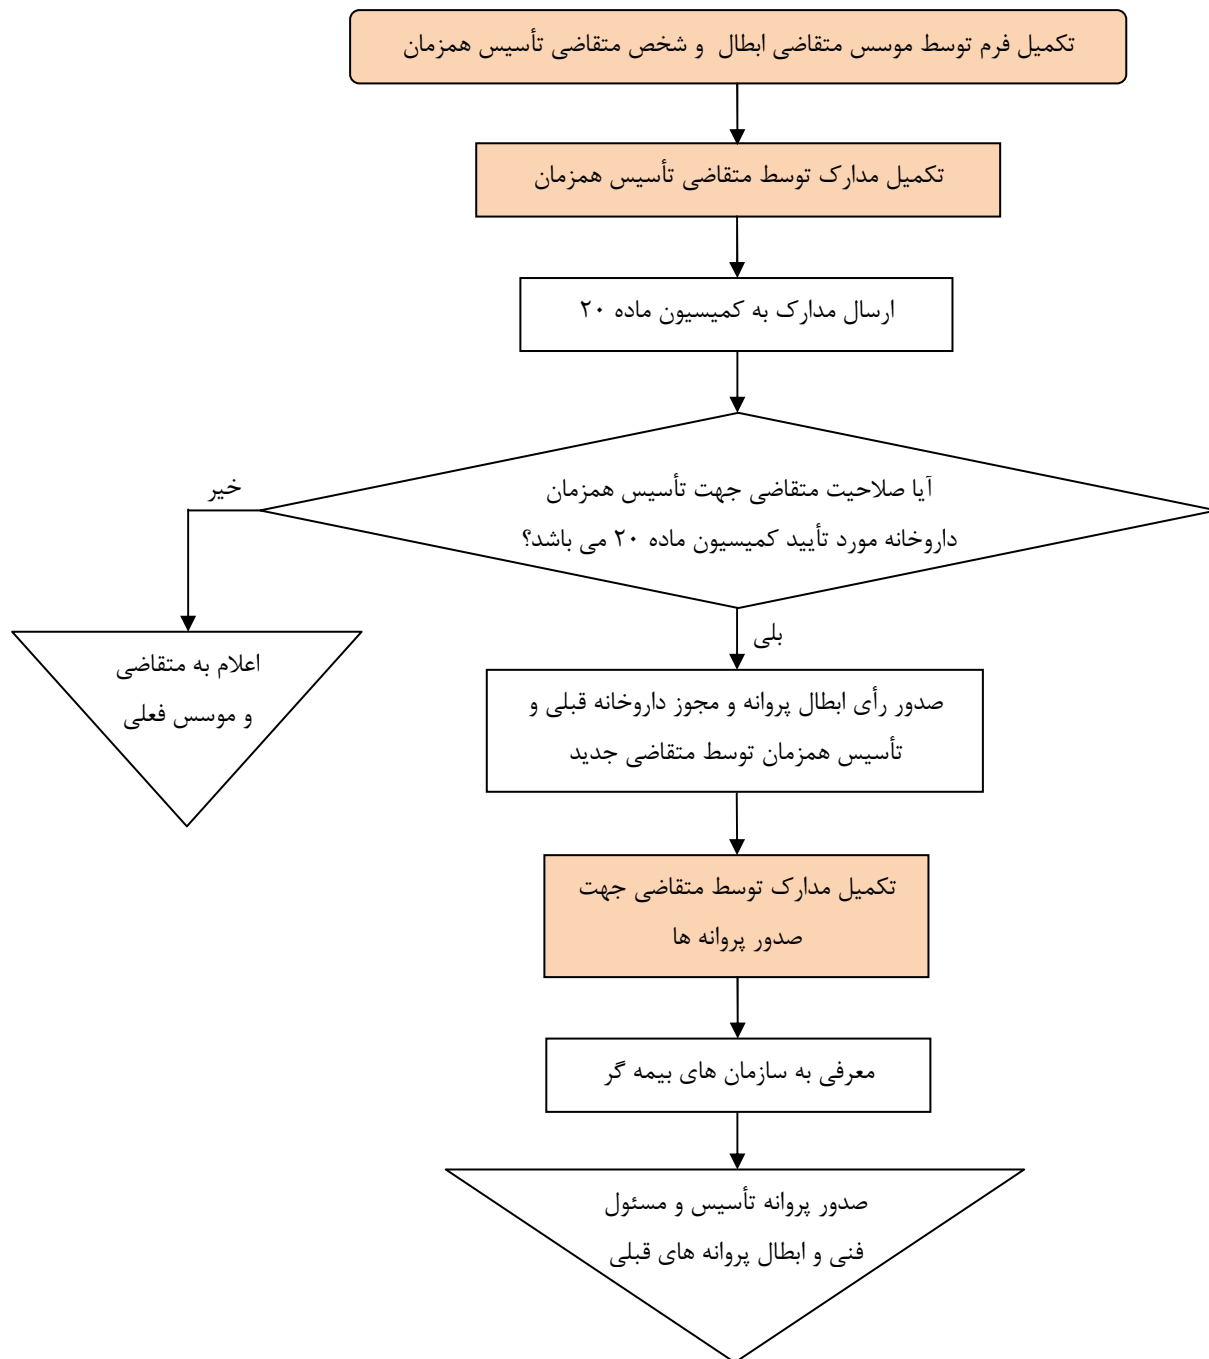 تکمیل فرم توسط موسس متقاضی ابطال و شخص متقاضی تأسیس همزمان
تکمیل مدارک توسط متقاضی تأسیس همزمان
ارسال مدارک به کمیسیون ماده ۲۰
آیا صلاحیت متقاضی جهت تأسیس همزمان
داروخانه مورد تأیید کمیسیون ماده ۲۰ می باشد؟
خیر
اعلام به متقاضی
و موسس فعلی
بلی
صدور رأی ابطال پروانه و مجوز داروخانه قبلی و
تأسیس همزمان توسط متقاضی جدید
تکمیل مدارک توسط متقاضی جهت
صدور پروانه ها
معرفی به سازمان های بیمه گر
صدور پروانه تأسیس و مسئول
فنی و ابطال پروانه های قبلی